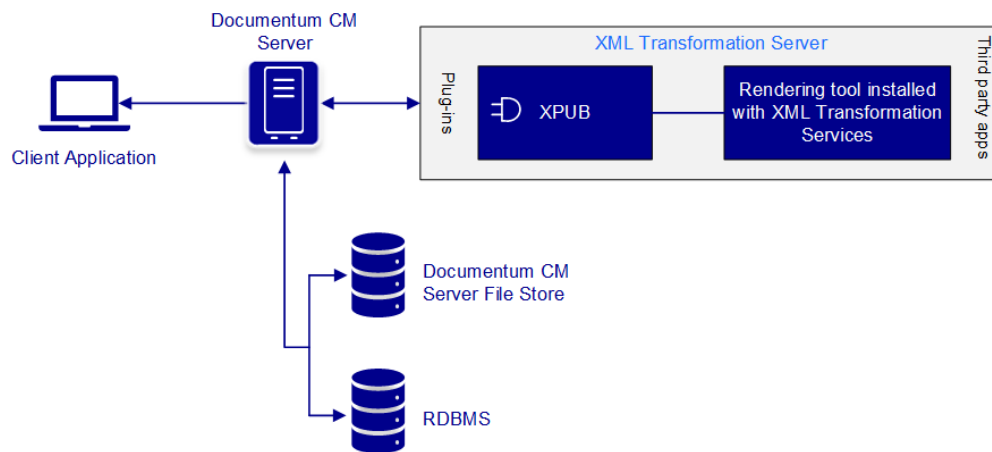 Documentum CM
Server
Client Application
XML Transformation Server
Plug-ins
XPUB
Rendering tool installed
with XML Transformation
Services
Third party apps
Documentum CM
Server File Store
RDBMS